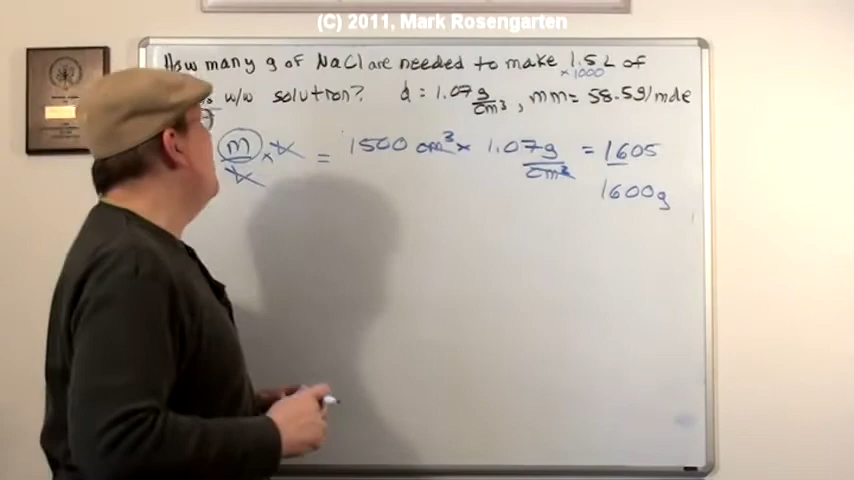 (C) 2011, Mark Rosengarten
How many g of NaCl are needed to make 1.5 L of
x 1000
w/w solution? d = 1.07 g/cm³, mm = 58.5 g/mole
m/v x v = 1500 cm³ x 1.07 g/cm³ = 1605
1600 g